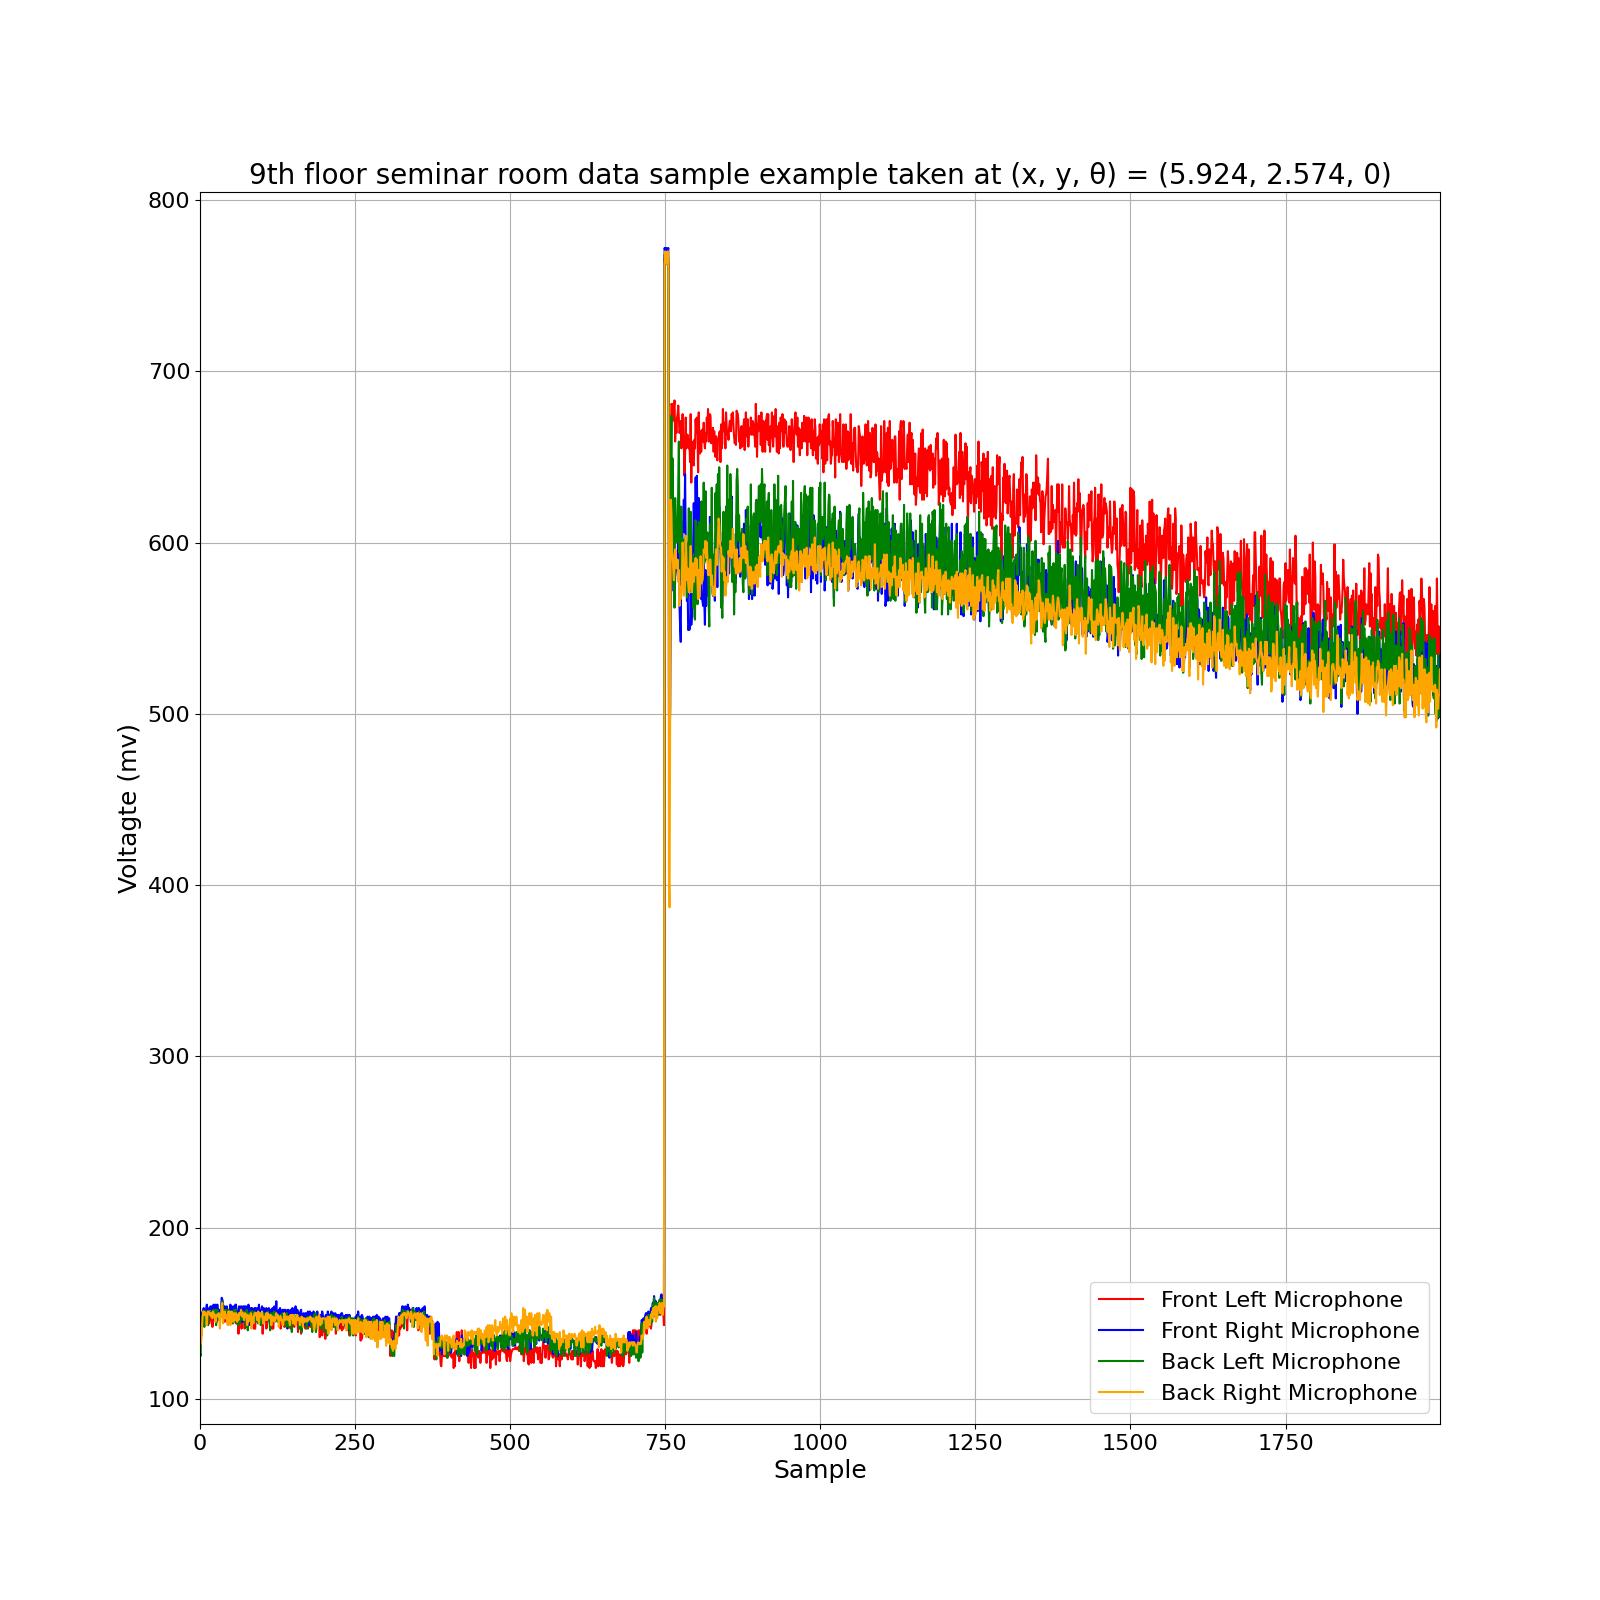 9th floor seminar room data sample example taken at (x, y, θ) = (5.924, 2.574, 0)
800
700
600
500
400
300
200
100
Voltagte (mv)
0 250 500 750 1000 1250 1500 1750
Sample
Front Left Microphone
Front Right Microphone
Back Left Microphone
Back Right Microphone